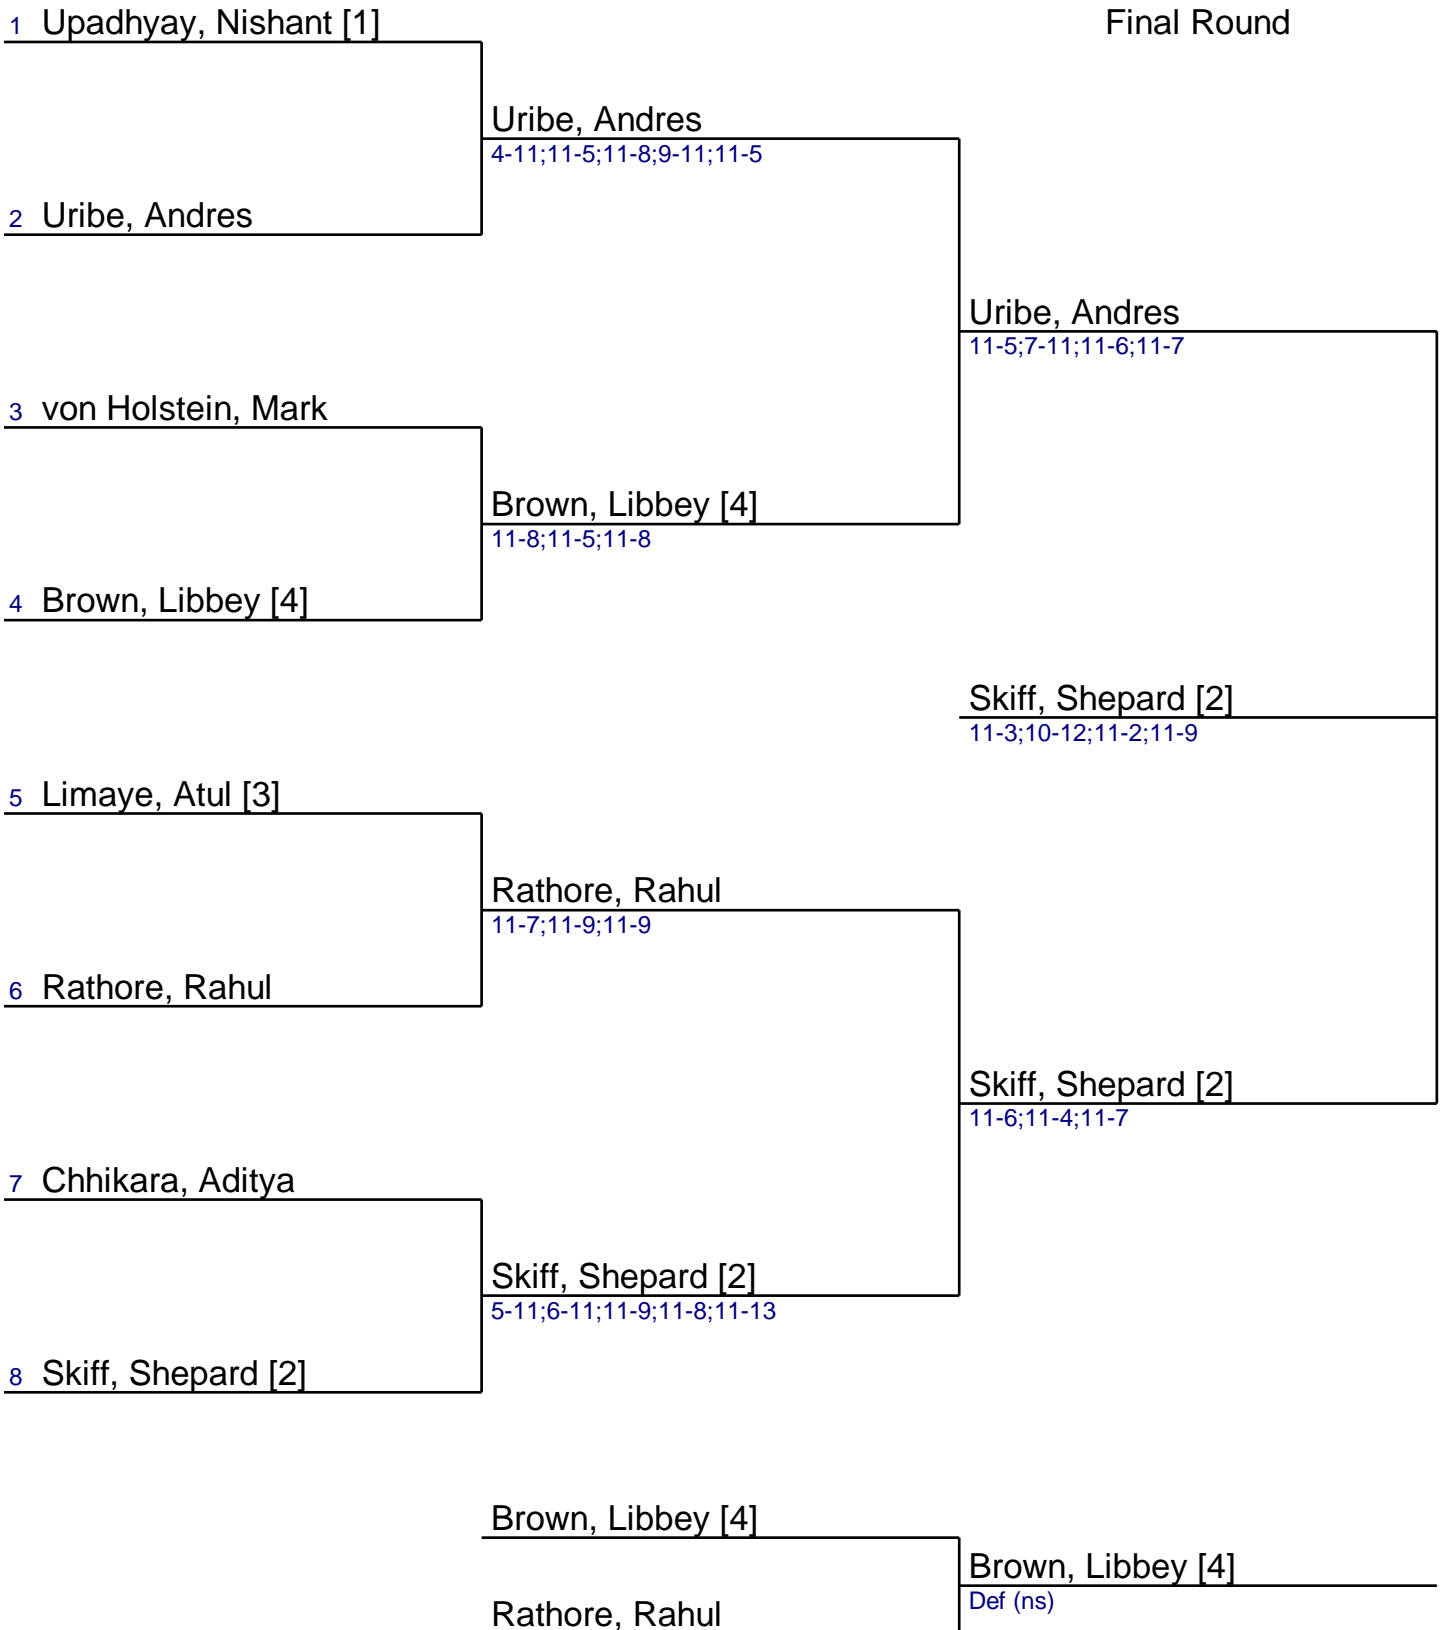 1 Upadhyay, Nishant [1]
Final Round
Uribe, Andres
4-11;11-5;11-8;9-11;11-5
2 Uribe, Andres
Uribe, Andres
11-5;7-11;11-6;11-7
3 von Holstein, Mark
Brown, Libbey [4]
11-8;11-5;11-8
4 Brown, Libbey [4]
Skiff, Shepard [2]
11-3;10-12;11-2;11-9
5 Limaye, Atul [3]
Rathore, Rahul
11-7;11-9;11-9
6 Rathore, Rahul
Skiff, Shepard [2]
11-6;11-4;11-7
7 Chhikara, Aditya
Skiff, Shepard [2]
5-11;6-11;11-9;11-8;11-13
8 Skiff, Shepard [2]
Brown, Libbey [4]
Brown, Libbey [4]
Def (ns)
Rathore, Rahul